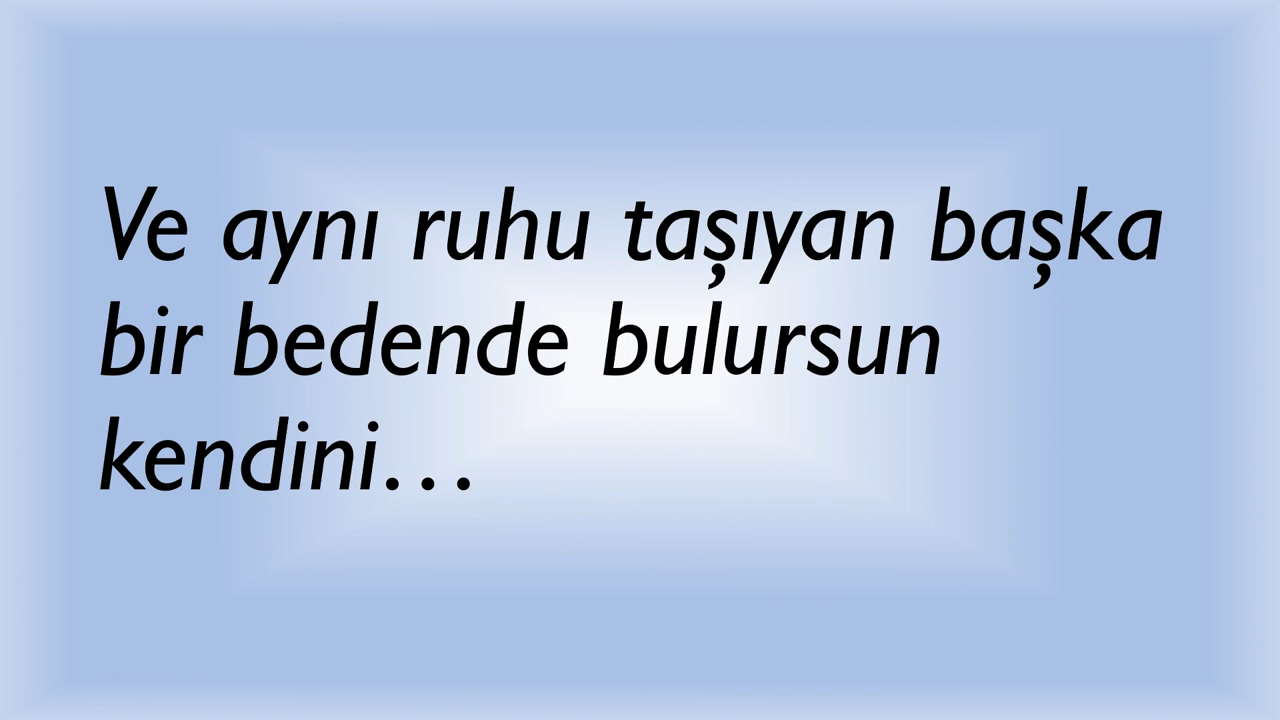 Ve aynı ruhu taşıyan başka
bir bedende bulursun
kendini…